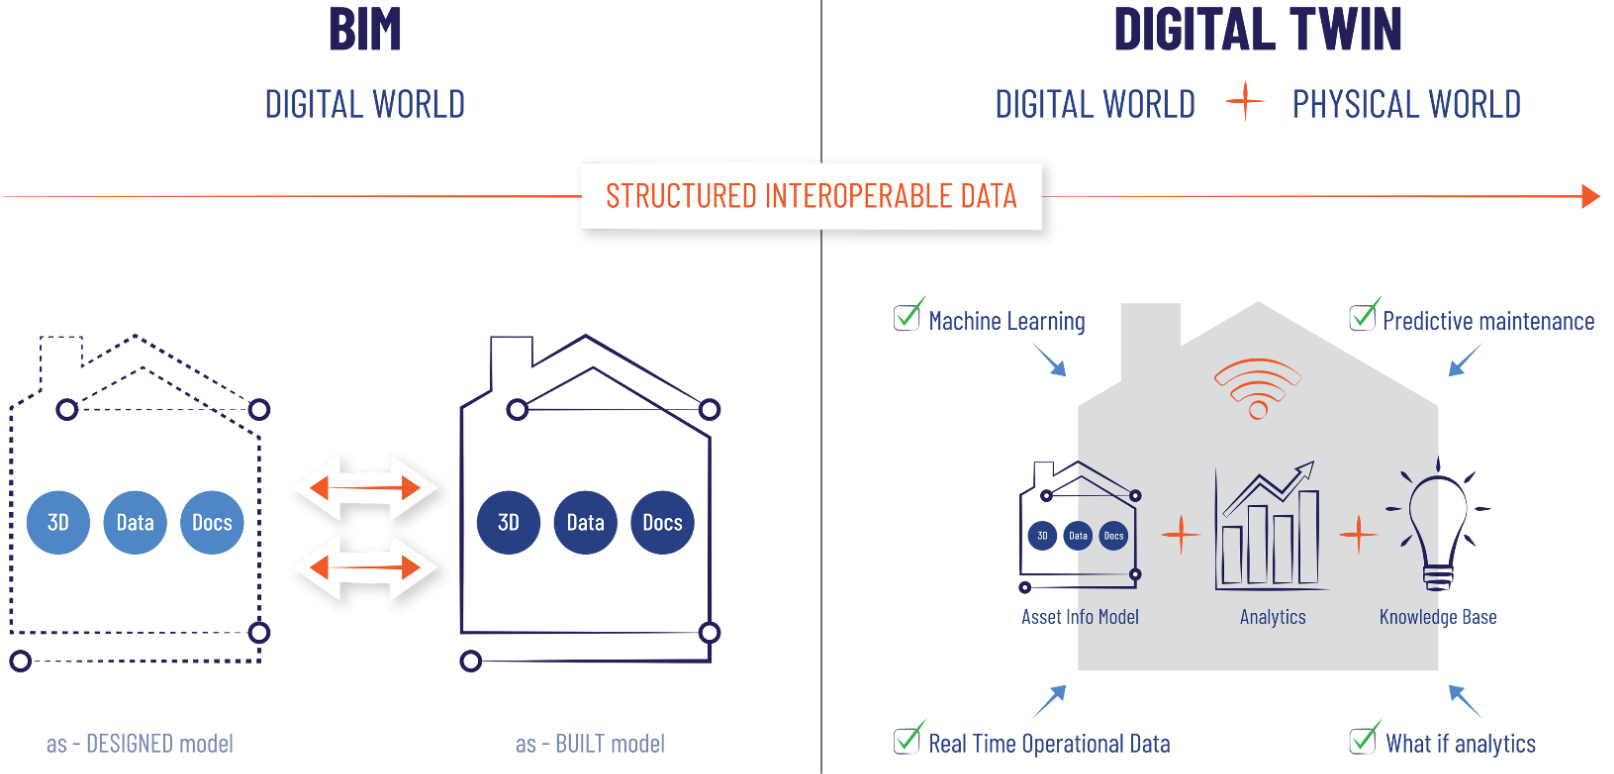 BIM
DIGITAL WORLD
DIGITAL TWIN
DIGITAL WORLD + PHYSICAL WORLD
STRUCTURED INTEROPERABLE DATA
3D Data Docs
as - DESIGNED model
3D Data Docs
as - BUILT model
Machine Learning
Predictive maintenance
3D Data Docs
Asset Info Model
Analytics
Knowledge Base
Real Time Operational Data
What if analytics